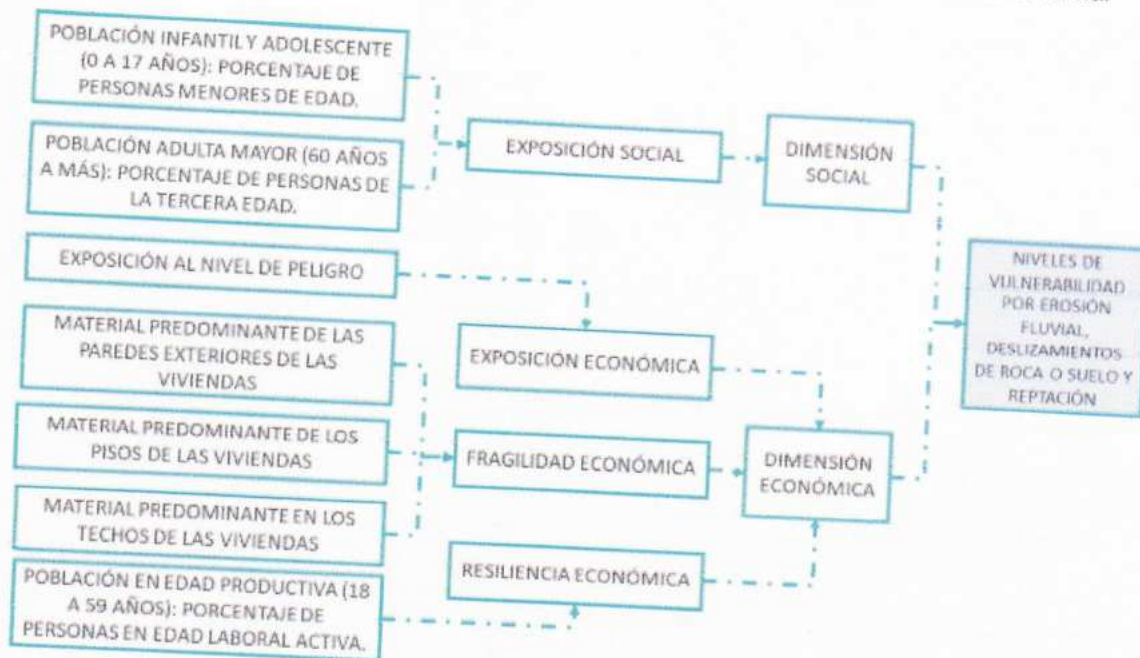 POBLACIÓN INFANTIL Y ADOLESCENTE
(0 A 17 AÑOS): PORCENTAJE DE
PERSONAS MENORES DE EDAD.
POBLACIÓN ADULTA MAYOR (60 AÑOS
A MÁS): PORCENTAJE DE PERSONAS DE
LA TERCERA EDAD.
EXPOSICIÓN SOCIAL
DIMENSIÓN
SOCIAL
EXPOSICIÓN AL NIVEL DE PELIGRO
MATERIAL PREDOMINANTE DE LAS
PAREDES EXTERIORES DE LAS
VIVIENDAS
EXPOSICIÓN ECONÓMICA
MATERIAL PREDOMINANTE DE LOS
PISOS DE LAS VIVIENDAS
FRAGILIDAD ECONÓMICA
DIMENSIÓN
ECONÓMICA
MATERIAL PREDOMINANTE EN LOS
TECHOS DE LAS VIVIENDAS
RESILIENCIA ECONÓMICA
POBLACIÓN EN EDAD PRODUCTIVA (18
A 59 AÑOS): PORCENTAJE DE
PERSONAS EN EDAD LABORAL ACTIVA.
NIVELES DE
VULNERABILIDAD
POR EROSIÓN
FLUVIAL,
DESLIZAMIENTOS
DE ROCA O SUELO Y
REPTACIÓN